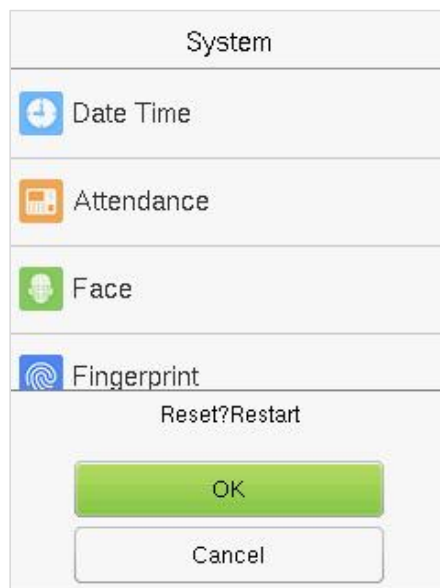 System
Date Time
Attendance
Face
Fingerprint
Reset?Restart
OK
Cancel